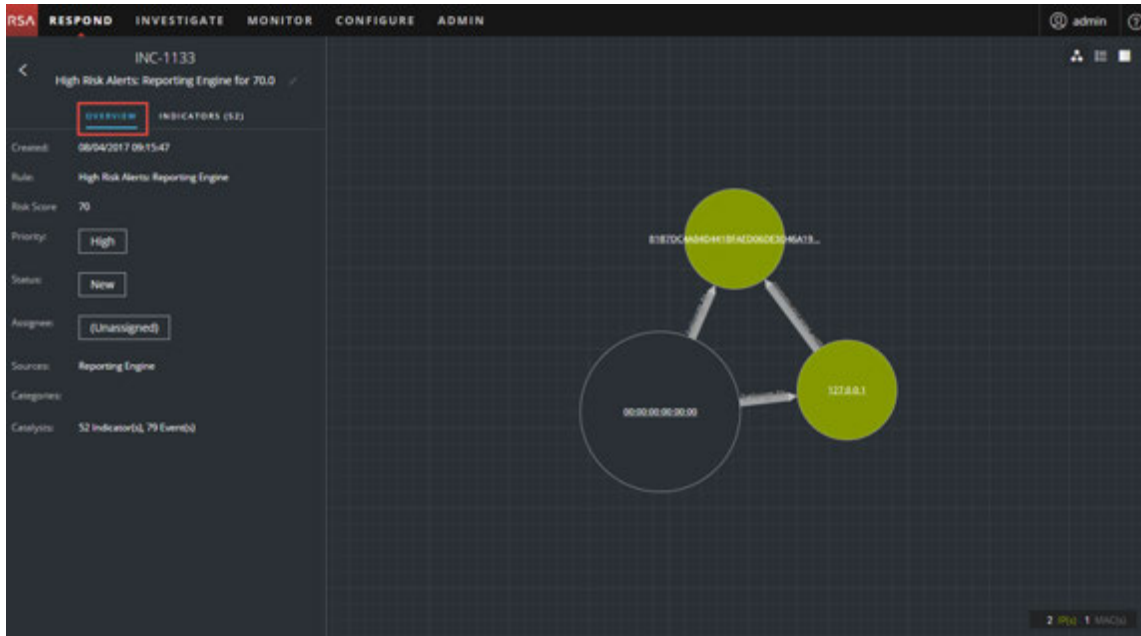 RSA RESPOND INVESTIGATE MONITOR CONFIGURE ADMIN admin
INC-1133
High Risk Alerts: Reporting Engine for 70.0
OVERVIEW INDICATORS (52)
Created: 08/04/2017 09:15:47
Rule: High Risk Alerts: Reporting Engine
Risk Score 70
Priority: High
Status: New
Assignee: (Unassigned)
Sources: Reporting Engine
Categories:
Catalysts: 52 Indicator(s), 79 Event(s)
127.0.0.1
00:00:00:00:00:00
2 IP(s) 1 MAC(s)